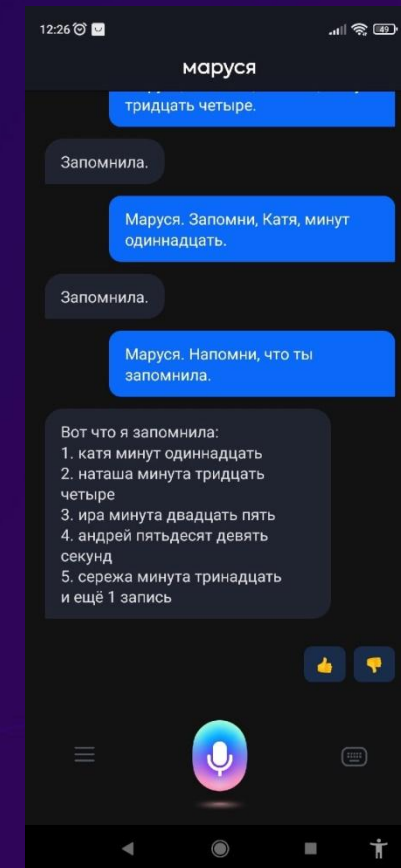 12:26
49
маруся
тридцать четыре.
Запомнила.
Маруся. Запомни, Катя, минут
одиннадцать.
Запомнила.
Маруся. Напомни, что ты
запомнила.
Вот что я запомнила:
1. катя минут одиннадцать
2. наташа минута тридцать
четыре
3. ира минута двадцать пять
4. андрей пятьдесят девять
секунд
5. сережа минута тринадцать
и ещё 1 запись